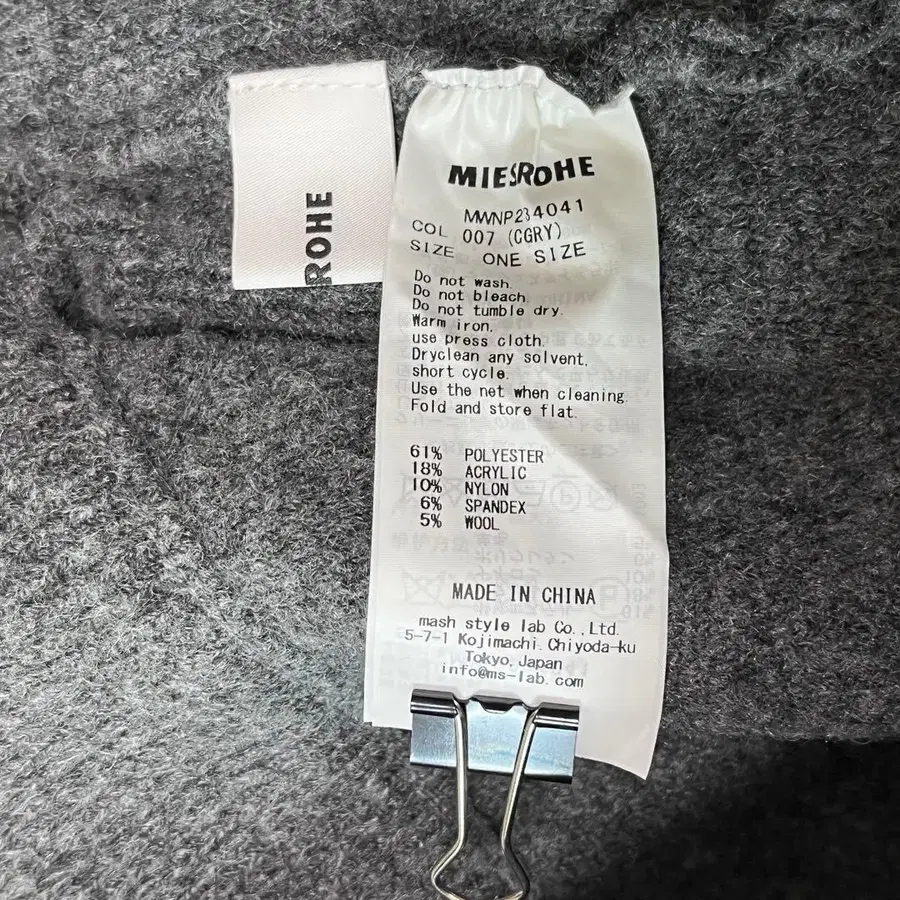 ROHE
MIESROHE
MWNP234041
COL 007 (CGRY)
SIZE ONE SIZE
Do not wash.
Do not bleach.
Do not tumble dry.
Warm iron,
use press cloth.
Dryclean any solvent,
short cycle.
Use the net when cleaning.
Fold and store flat.
61% POLYESTER
18% ACRYLIC
10% NYLON
6% SPANDEX
5% WOOL
MADE IN CHINA
mash style lab Co.,Ltd.
5-7-1 Kojimachi.Chiyoda-ku
Tokyo,Japan
info@ms-lab.com